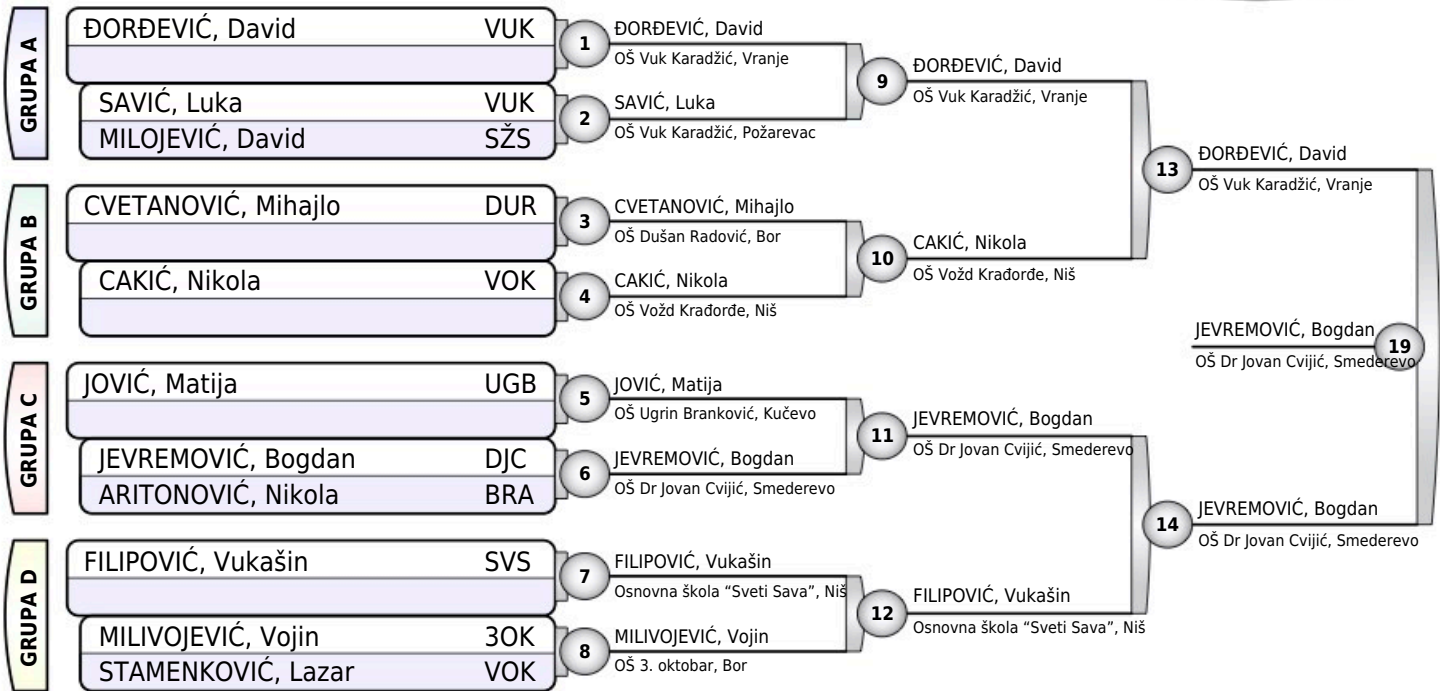 GRUPA A
ĐORĐEVIĆ, David VUK
SAVIĆ, Luka VUK
MILOJEVIĆ, David SŽS
GRUPA B
CVETANOVIĆ, Mihajlo DUR
CAKIĆ, Nikola VOK
GRUPA C
JOVIĆ, Matija UGB
JEVREMOVIĆ, Bogdan DJC
ARITONOVIĆ, Nikola BRA
GRUPA D
FILIPOVIĆ, Vukašin SVS
MILIVOJEVIĆ, Vojin 3OK
STAMENKOVIĆ, Lazar VOK
1
ĐORĐEVIĆ, David
OŠ Vuk Karadžić, Vranje
2
SAVIĆ, Luka
OŠ Vuk Karadžić, Požarevac
3
CVETANOVIĆ, Mihajlo
OŠ Dušan Radović, Bor
4
CAKIĆ, Nikola
OŠ Vožd Krađorđe, Niš
5
JOVIĆ, Matija
OŠ Ugrin Branković, Kučevo
6
JEVREMOVIĆ, Bogdan
OŠ Dr Jovan Cvijić, Smederevo
7
FILIPOVIĆ, Vukašin
Osnovna škola “Sveti Sava”, Niš
8
MILIVOJEVIĆ, Vojin
OŠ 3. oktobar, Bor
9
ĐORĐEVIĆ, David
OŠ Vuk Karadžić, Vranje
10
CAKIĆ, Nikola
OŠ Vožd Krađorđe, Niš
11
JEVREMOVIĆ, Bogdan
OŠ Dr Jovan Cvijić, Smederevo
12
FILIPOVIĆ, Vukašin
Osnovna škola “Sveti Sava”, Niš
13
ĐORĐEVIĆ, David
OŠ Vuk Karadžić, Vranje
14
JEVREMOVIĆ, Bogdan
OŠ Dr Jovan Cvijić, Smederevo
JEVREMOVIĆ, Bogdan
19
OŠ Dr Jovan Cvijić, Smederevo